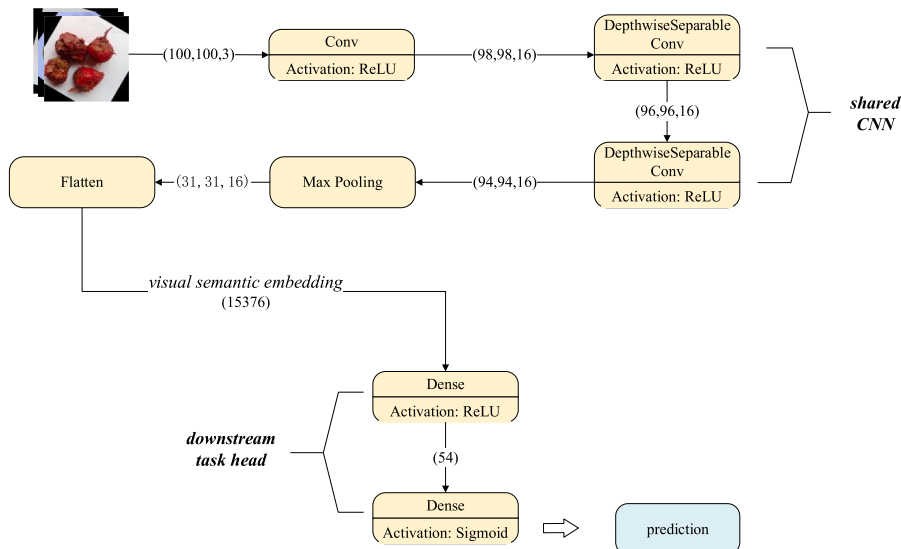 (100,100,3)
Conv
Activation: ReLU
(98,98,16)
DepthwiseSeparable
Conv
Activation: ReLU
shared
CNN
(96,96,16)
DepthwiseSeparable
Conv
Activation: ReLU
(94,94,16)
Max Pooling
(31, 31, 16)
Flatten
visual semantic embedding
(15376)
Dense
Activation: ReLU
downstream
task head
(54)
Dense
Activation: Sigmoid
prediction